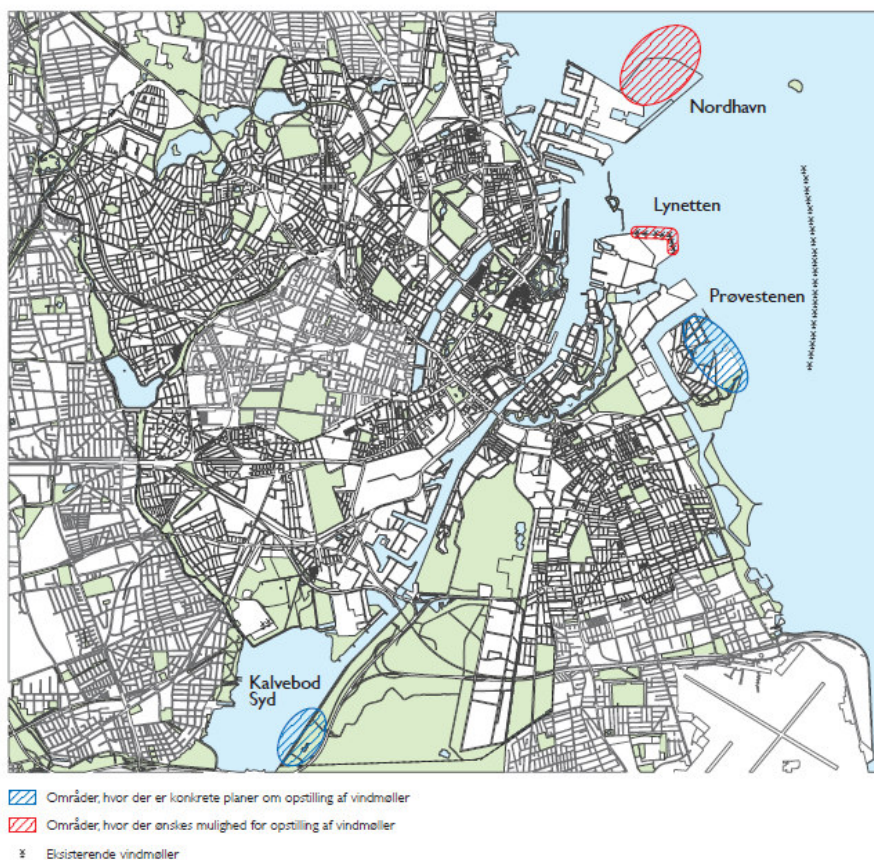 Nordhavn
Lynetten
Prøvestenen
Kalvebod
Syd
Områder, hvor der er konkrete planer om opstilling af vindmøller
Områder, hvor der ønskes mulighed for opstilling af vindmøller
Eksisterende vindmøller